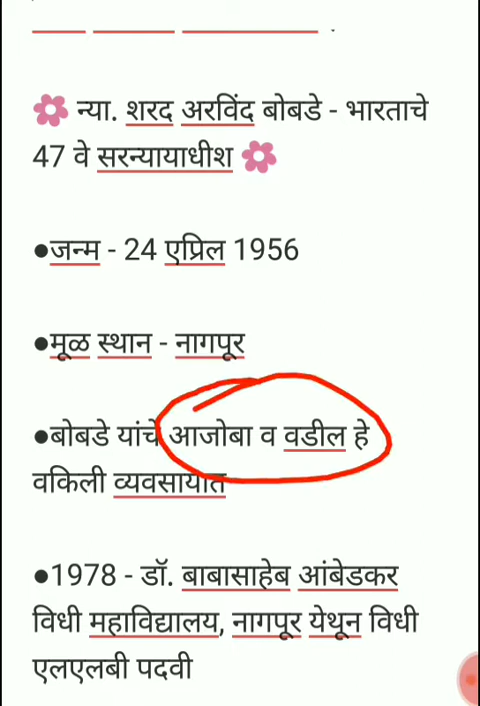 न्या. शरद अरविंद बोबडे - भारताचे
47 वे सरन्यायाधीश
●जन्म - 24 एप्रिल 1956
●मूळ स्थान - नागपूर
●बोबडे यांचे आजोबा व वडील हे
वकिली व्यवसायात
●1978 - डॉ. बाबासाहेब आंबेडकर
विधी महाविद्यालय, नागपूर येथून विधी
एलएलबी पदवी